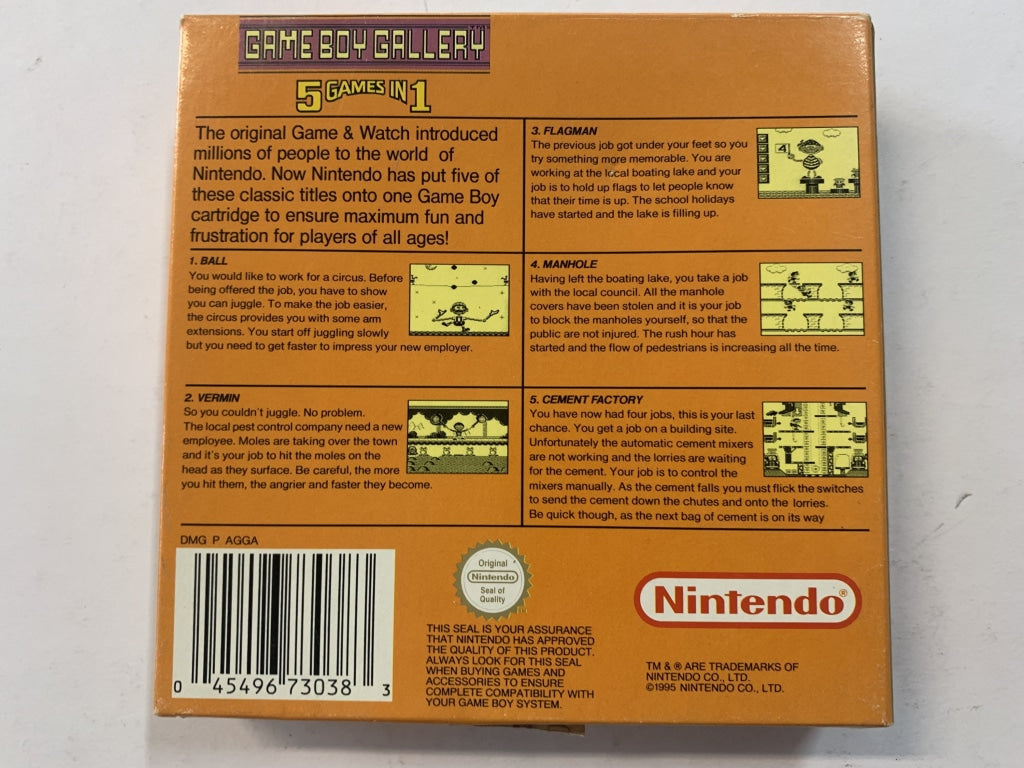 GAME BOY GALLERY™
5 GAMES IN 1
The original Game & Watch introduced
millions of people to the world of
Nintendo. Now Nintendo has put five of
these classic titles onto one Game Boy
cartridge to ensure maximum fun and
frustration for players of all ages!
1. BALL
You would like to work for a circus. Before
being offered the job, you have to show
you can juggle. To make the job easier,
the circus provides you with some arm
extensions. You start off juggling slowly
but you need to get faster to impress your new employer.
2. VERMIN
So you couldn't juggle. No problem.
The local pest control company need a new
employee. Moles are taking over the town
and it's your job to hit the moles on the
head as they surface. Be careful, the more
you hit them, the angrier and faster they become.
3. FLAGMAN
The previous job got under your feet so you
try something more memorable. You are
working at the local boating lake and your
job is to hold up flags to let people know
that their time is up. The school holidays
have started and the lake is filling up.
4
4. MANHOLE
Having left the boating lake, you take a job
with the local council. All the manhole
covers have been stolen and it is your job
to block the manholes yourself, so that the
public are not injured. The rush hour has
started and the flow of pedestrians is increasing all the time.
5. CEMENT FACTORY
You have now had four jobs, this is your last
chance. You get a job on a building site.
Unfortunately the automatic cement mixers
are not working and the lorries are waiting
for the cement. Your job is to control the
mixers manually. As the cement falls you must flick the switches
to send the cement down the chutes and onto the lorries.
Be quick though, as the next bag of cement is on its way
DMG P AGGA
0 45496 73038 3
Original
Nintendo
Seal of
Quality
THIS SEAL IS YOUR ASSURANCE
THAT NINTENDO HAS APPROVED
THE QUALITY OF THIS PRODUCT.
ALWAYS LOOK FOR THIS SEAL
WHEN BUYING GAMES AND
ACCESSORIES TO ENSURE
COMPLETE COMPATIBILITY WITH
YOUR GAME BOY SYSTEM.
Nintendo®
TM & ® ARE TRADEMARKS OF
NINTENDO CO., LTD.
©1995 NINTENDO CO., LTD.